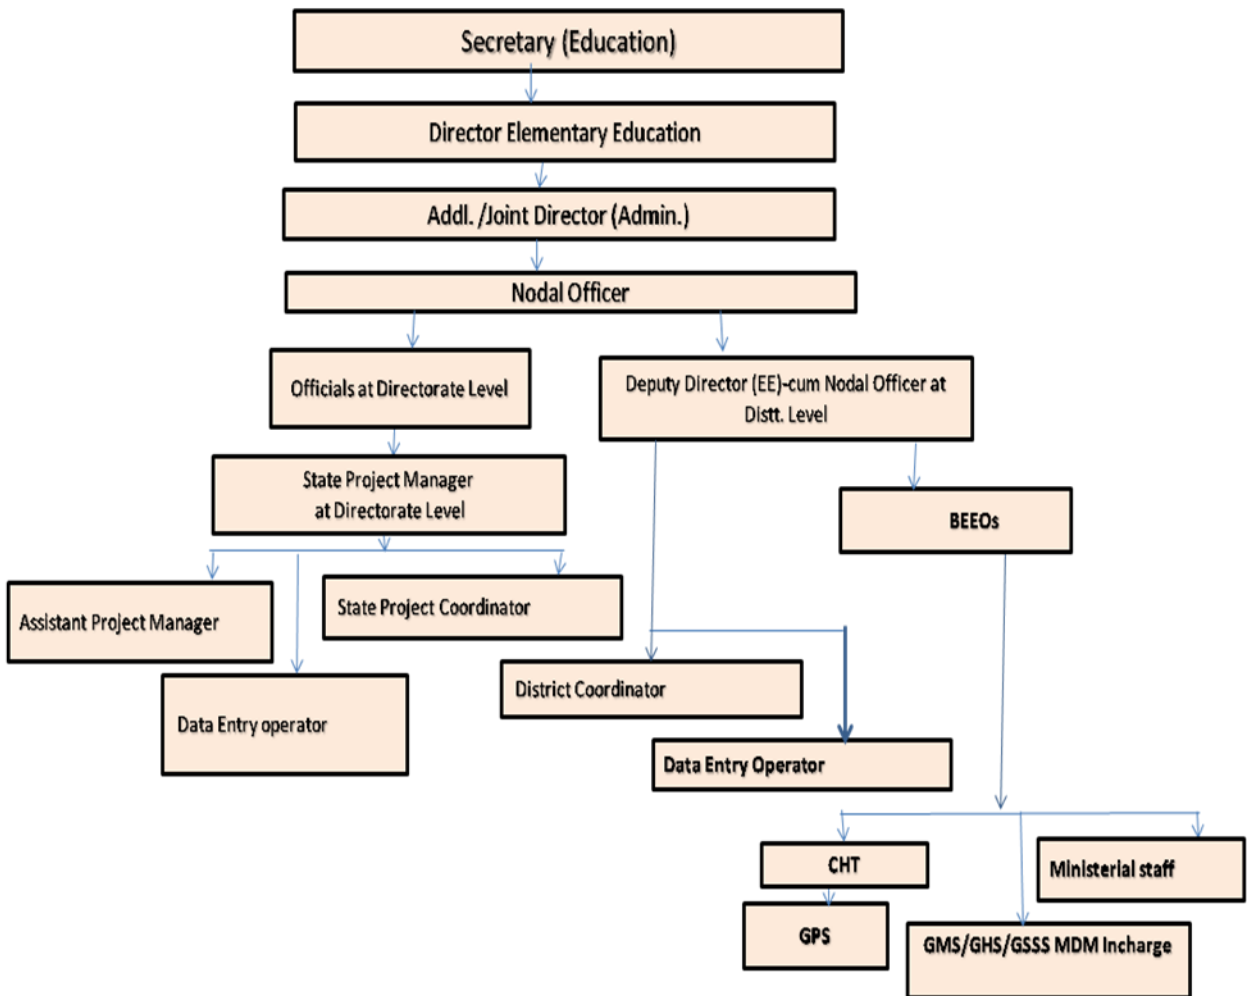 Secretary (Education)
Director Elementary Education
Addl. /Joint Director (Admin.)
Nodal Officer
Officials at Directorate Level
Deputy Director (EE)-cum Nodal Officer at
Distt. Level
State Project Manager
at Directorate Level
BEEOs
Assistant Project Manager
State Project Coordinator
Data Entry operator
District Coordinator
Data Entry Operator
CHT
Ministerial staff
GPS
GMS/GHS/GSSS MDM Incharge